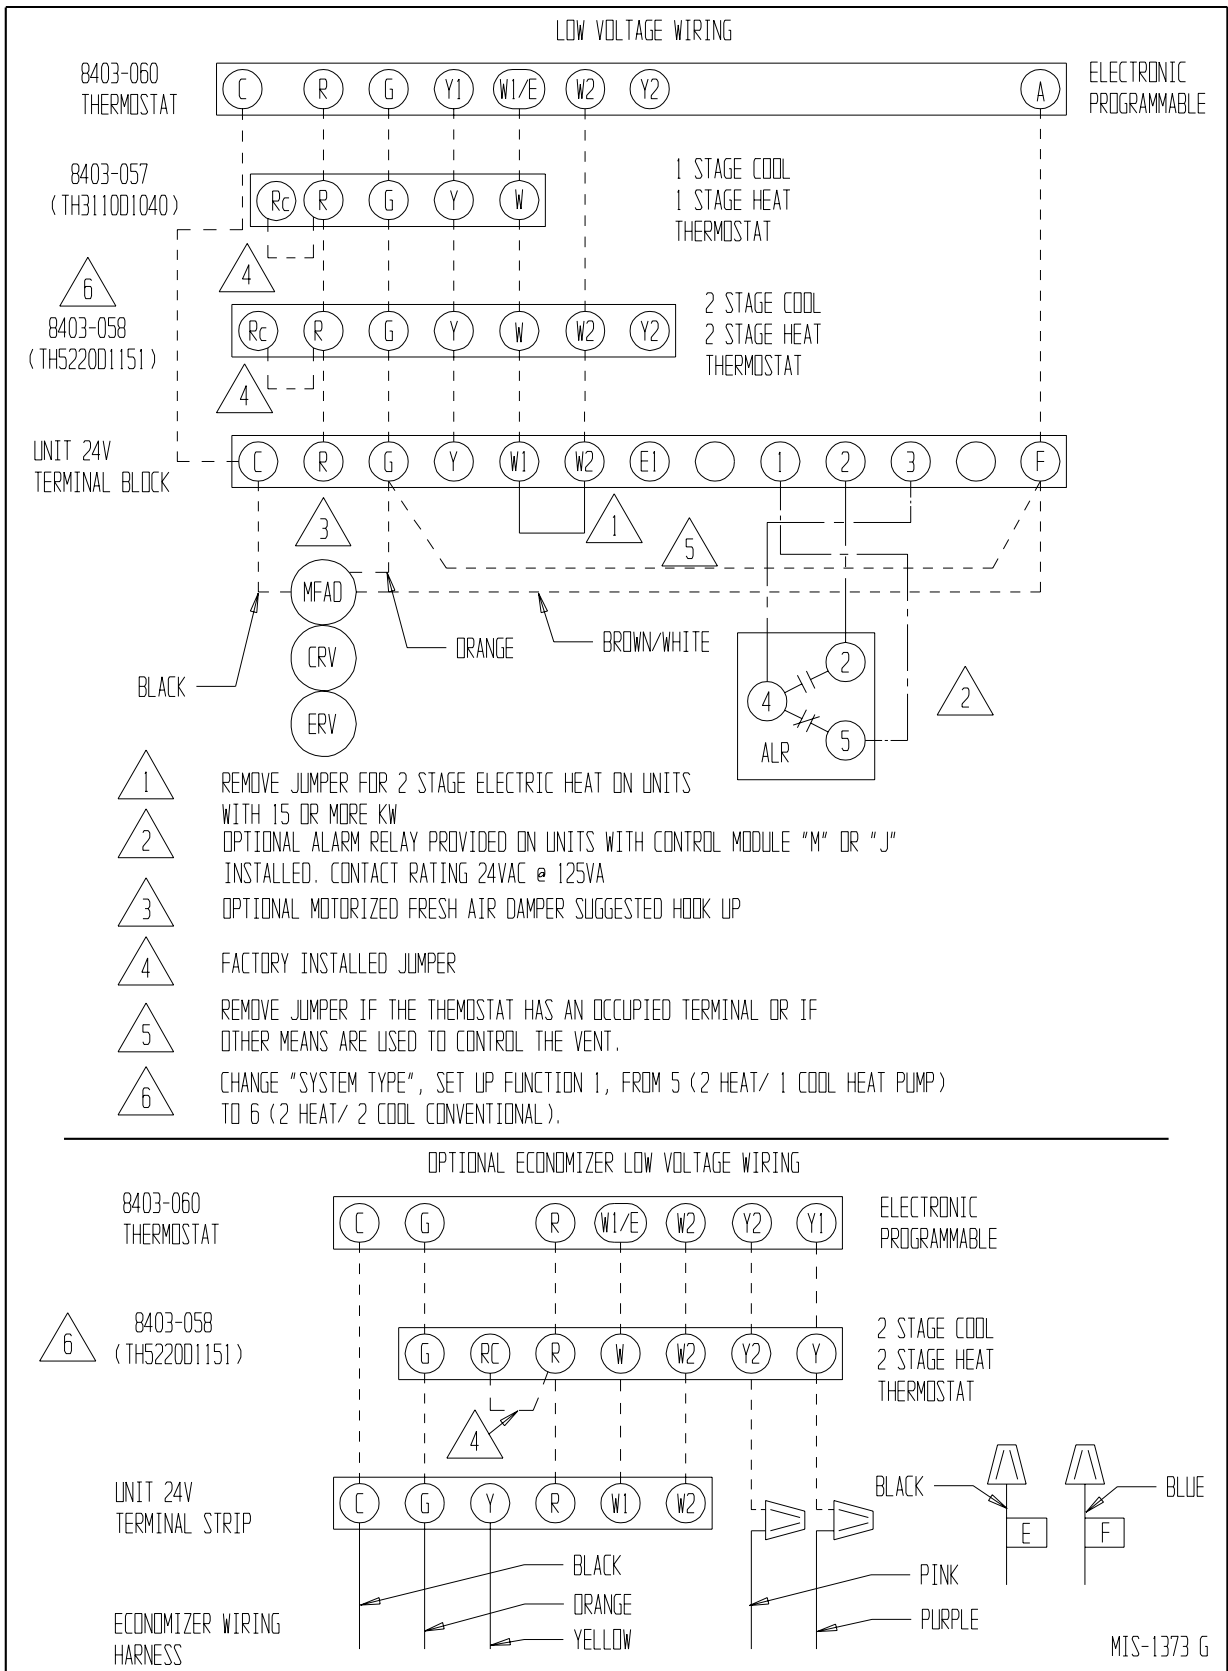 LOW VOLTAGE WIRING
8403-060
THERMOSTAT
C R G Y1 W1/E W2 Y2 A
ELECTRONIC
PROGRAMMABLE
8403-057
(TH3110D1040)
Rc R G Y W
1 STAGE COOL
1 STAGE HEAT
THERMOSTAT
4
6
8403-058
(TH5220D1151)
Rc R G Y W W2 Y2
2 STAGE COOL
2 STAGE HEAT
THERMOSTAT
4
UNIT 24V
TERMINAL BLOCK
C R G Y W1 W2 E1 1 2 3 F
3
1
5
MFAD
CRV
ERV
BLACK
ORANGE
BROWN/WHITE
2
4
5
ALR
2
1 REMOVE JUMPER FOR 2 STAGE ELECTRIC HEAT ON UNITS
WITH 15 OR MORE KW
2 OPTIONAL ALARM RELAY PROVIDED ON UNITS WITH CONTROL MODULE "M" OR "J"
INSTALLED. CONTACT RATING 24VAC @ 125VA
3 OPTIONAL MOTORIZED FRESH AIR DAMPER SUGGESTED HOOK UP
4 FACTORY INSTALLED JUMPER
5 REMOVE JUMPER IF THE THEMOSTAT HAS AN OCCUPIED TERMINAL OR IF
OTHER MEANS ARE USED TO CONTROL THE VENT.
6 CHANGE "SYSTEM TYPE", SET UP FUNCTION 1, FROM 5 (2 HEAT/ 1 COOL HEAT PUMP)
TO 6 (2 HEAT/ 2 COOL CONVENTIONAL).
OPTIONAL ECONOMIZER LOW VOLTAGE WIRING
8403-060
THERMOSTAT
C G R W1/E W2 Y2 Y1
ELECTRONIC
PROGRAMMABLE
6
8403-058
(TH5220D1151)
G RC R W W2 Y2 Y
2 STAGE COOL
2 STAGE HEAT
THERMOSTAT
4
UNIT 24V
TERMINAL STRIP
C G Y R W1 W2
BLACK
BLUE
E
F
BLACK
ORANGE
YELLOW
PINK
PURPLE
ECONOMIZER WIRING
HARNESS
MIS-1373 G